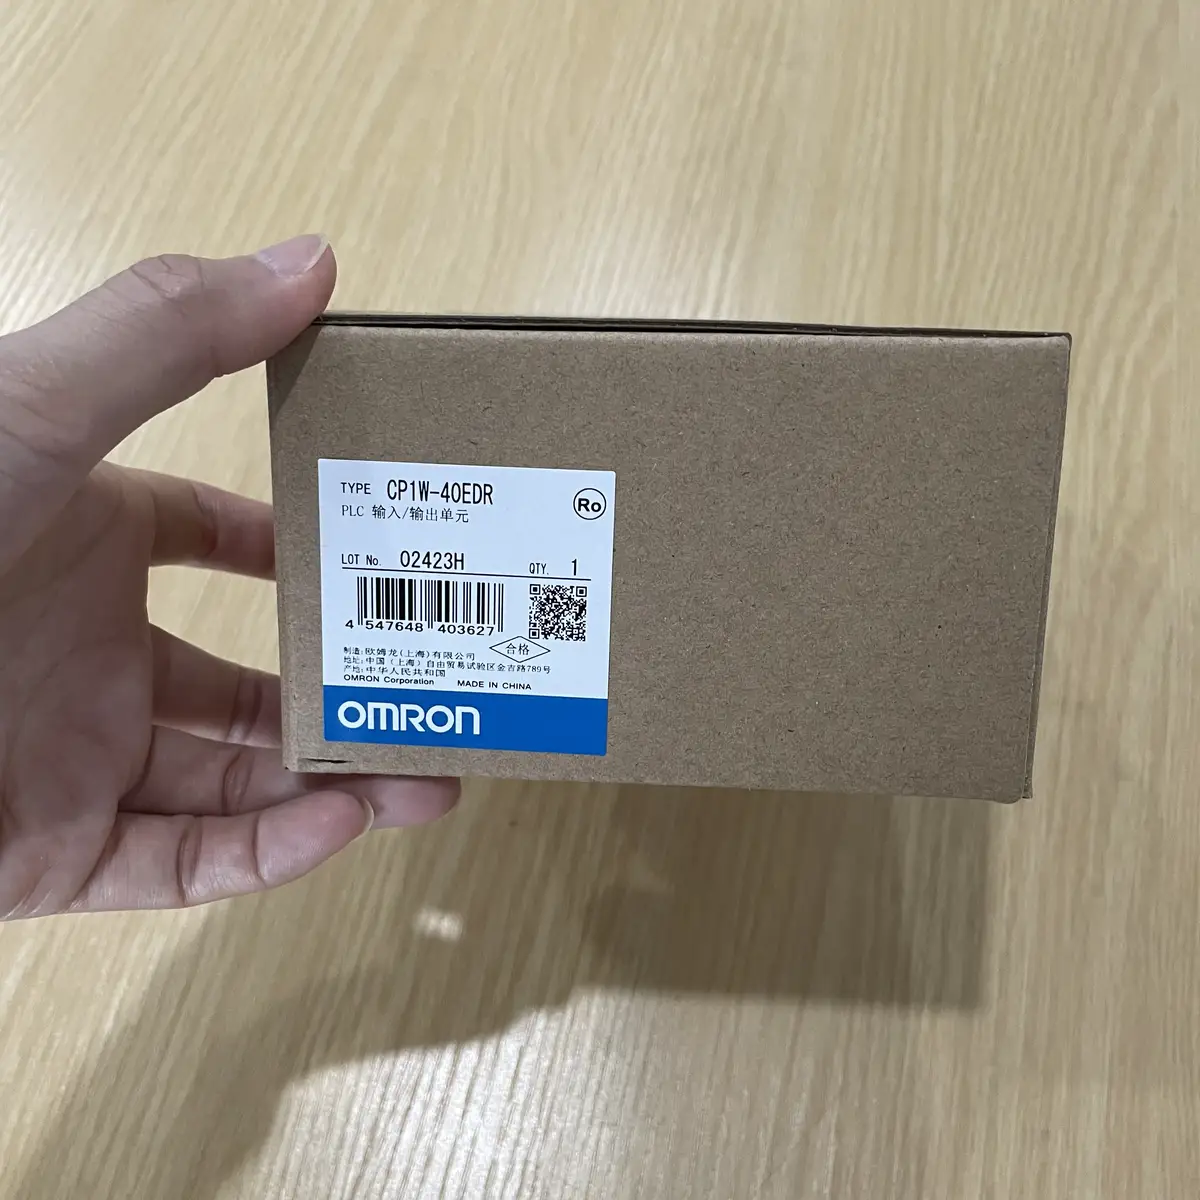 TYPE CP1W-40EDR
Ro
PLC 输入/输出单元
LOT No. 02423H QTY. 1
4 547648 403627
合格
制造:欧姆龙(上海)有限公司
地址:中国(上海)自由贸易试验区金吉路789号
产地:中华人民共和国
OMRON Corporation MADE IN CHINA
OMRON